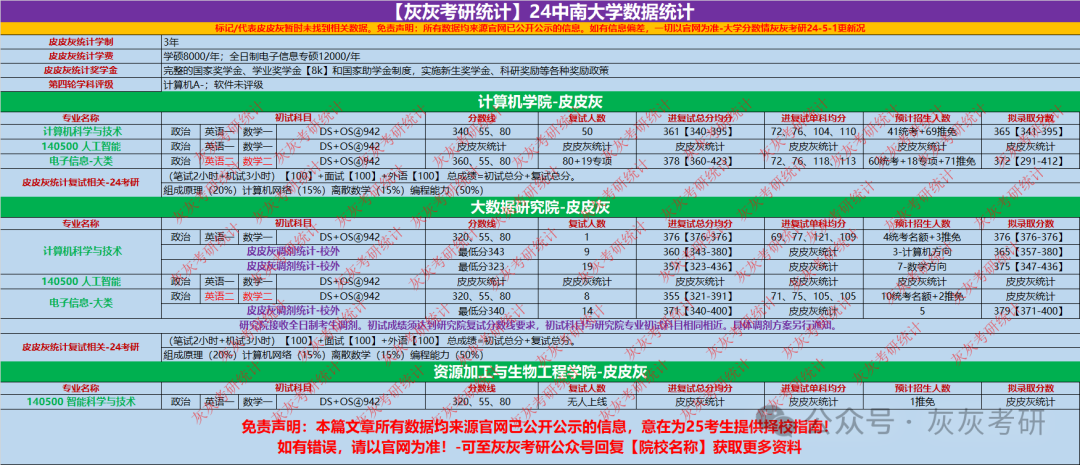 【灰灰考研统计】24中南大学数据统计
标记/代表皮皮灰暂时未找到相关数据。免责声明：所有数据均来源官网已公开公示的信息。如有信息偏差，一切以官网为准-大学分数情灰灰考研24-5-1更新况
皮皮灰统计学制 3年
皮皮灰统计学费 学硕8000/年；全日制电子信息专硕12000/年
皮皮灰统计奖学金 完整的国家奖学金、学业奖学金【8k】和国家助学金制度，实施新生奖学金、科研奖励等各种奖励政策
第四轮学科评级 计算机A-；软件未评级
计算机学院-皮皮灰
专业名称 初试科目 分数线 复试人数 进复试总分均分 进复试单科均分 预计招生人数 拟录取分数
计算机科学与技术 政治 英语一 数学一 DS+OS④942 340、55、80 50 361【340-395】 72、76、104、110 41统考+69推免 365【341-395】
140500 人工智能 政治 英语一 数学一 DS+OS④942 皮皮灰统计 皮皮灰统计 皮皮灰统计 皮皮灰统计 皮皮灰统计 皮皮灰统计
电子信息-大类 政治 英语二 数学二 DS+OS④942 360、55、80 80+19专项 378【360-423】 72、76、118、113 60统考+18专项+71推免 372【291-412】
皮皮灰统计复试相关-24考研 (笔试2小时+机试3小时）【100】+面试【100】+外语【100】 总成绩=初试总分+复试总分。
组成原理（20%）计算机网络（15%）离散数学（15%）编程能力（50%）
大数据研究院-皮皮灰
专业名称 初试科目 分数线 复试人数 进复试总分均分 进复试单科均分 预计招生人数 拟录取分数
计算机科学与技术 政治 英语一 数学一 DS+OS④942 320、55、80 1 376【376-376】 69、77、121、109 4统考名额+3推免 376【376-376】
皮皮灰调剂统计-校外 最低分343 9 360【343-380】 皮皮灰统计 3-计算机方向 365【357-380】
皮皮灰调剂统计-校外 最低分323 19 357【323-436】 皮皮灰统计 7-数学方向 375【347-436】
140500 人工智能 政治 英语一 数学一 DS+OS④942 皮皮灰统计 皮皮灰统计 皮皮灰统计 皮皮灰统计 皮皮灰统计 皮皮灰统计
电子信息-大类 政治 英语二 数学二 DS+OS④942 320、55、80 8 355【321-391】 71、75、105、105 10统考名额+2推免 皮皮灰统计
皮皮灰调剂统计-校外 最低分340 14 371【340-400】 皮皮灰统计 5 379【371-400】
研究院接收全日制考生调剂。初试成绩须达到研究院复试分数线要求，初试科目与研究院专业初试科目相同相近。具体调剂方案另行通知。
皮皮灰统计复试相关-24考研 (笔试2小时+机试3小时）【100】+面试【100】+外语【100】 总成绩=初试总分+复试总分。
组成原理（20%）计算机网络（15%）离散数学（15%）编程能力（50%）
资源加工与生物工程学院-皮皮灰
专业名称 初试科目 分数线 复试人数 进复试总分均分 进复试单科均分 预计招生人数 拟录取分数
140500 智能科学与技术 政治 英语一 数学一 DS+OS④942 320、55、80 无人上线 皮皮灰统计 皮皮灰统计 1推免 皮皮灰统计
免责声明：本篇文章所有数据均来源官网已公开公示的信息，意在为25考生提供择校指南！
如有错误，请以官网为准！-可至灰灰考研公众号回复【院校名称】获取更多资料
公众号·灰灰考研
灰灰考研统计